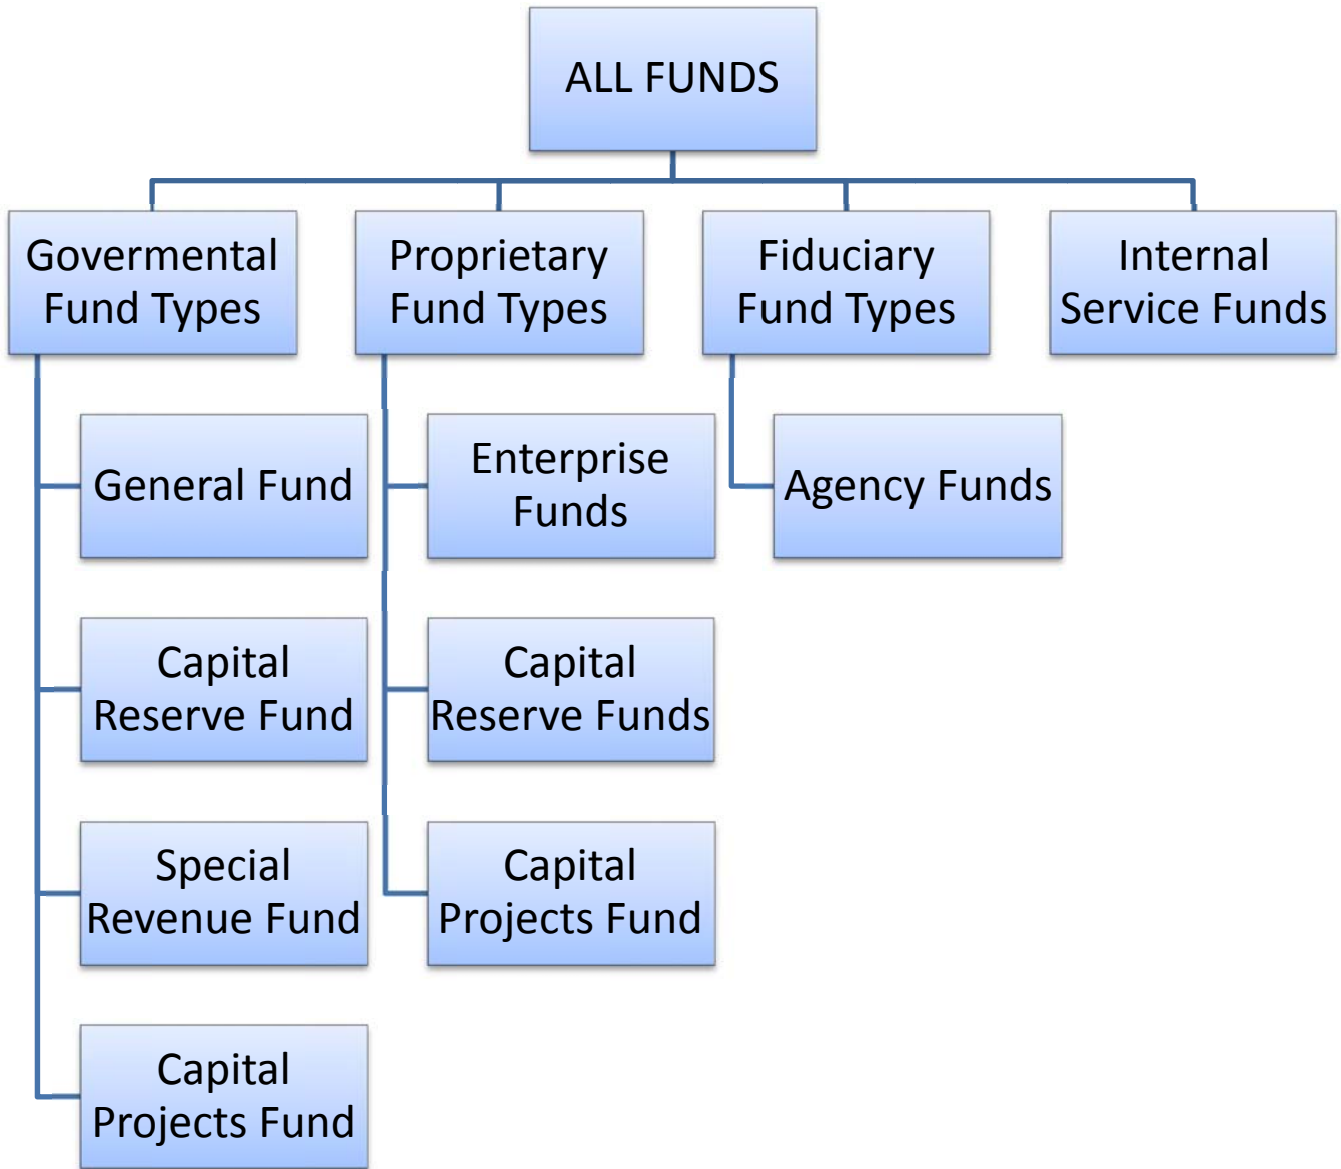 ALL FUNDS
Govermental
Fund Types
Proprietary
Fund Types
Fiduciary
Fund Types
Internal
Service Funds
General Fund
Enterprise
Funds
Agency Funds
Capital
Reserve Fund
Capital
Reserve Funds
Special
Revenue Fund
Capital
Projects Fund
Capital
Projects Fund